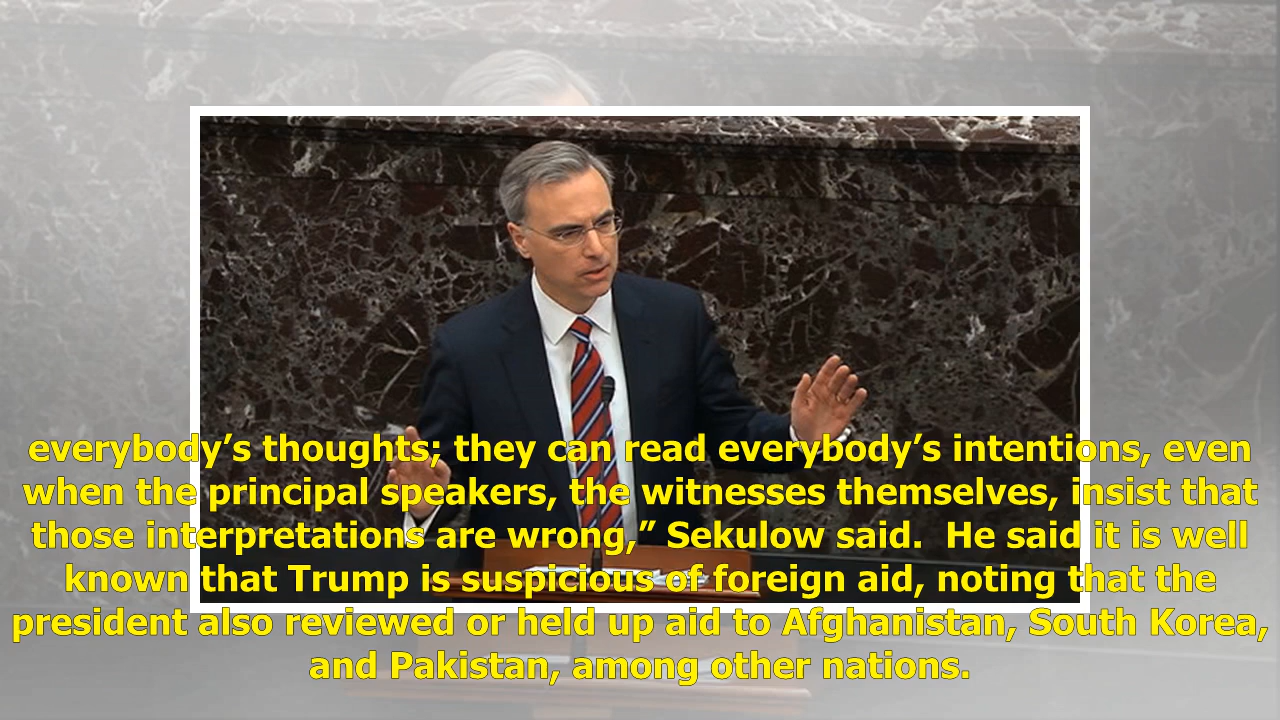 everybody’s thoughts; they can read everybody’s intentions, even
when the principal speakers, the witnesses themselves, insist that
those interpretations are wrong,” Sekulow said.  He said it is well
known that Trump is suspicious of foreign aid, noting that the
president also reviewed or held up aid to Afghanistan, South Korea,
and Pakistan, among other nations.